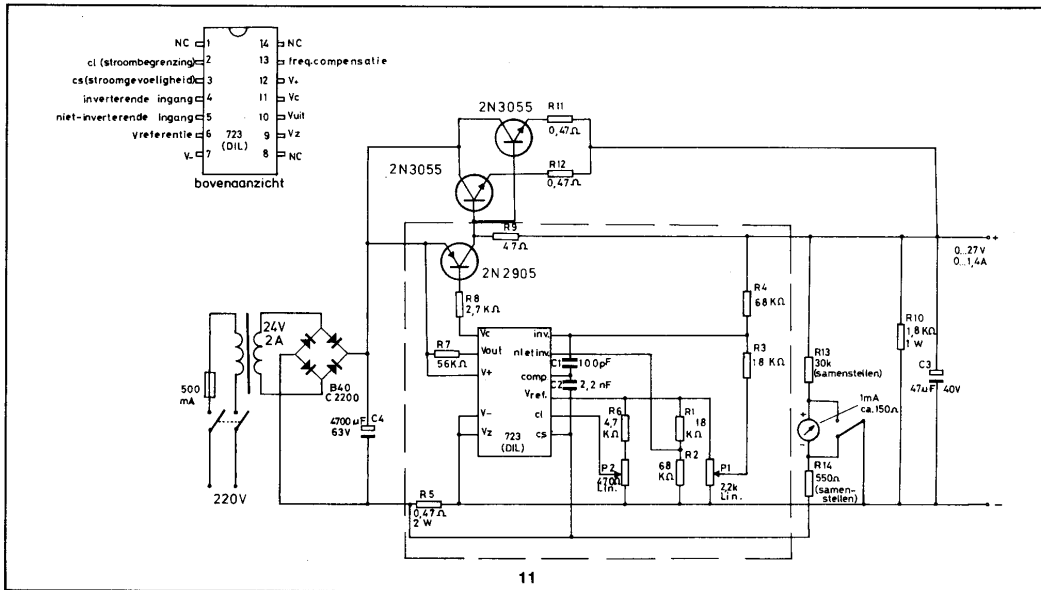 NC 1 14 NC
cl (stroombegrenzing) 2 13 freq.compensatie
cs(stroomgevoeligheid) 3 12 V+
inverterende ingang 4 11 Vc
niet-inverterende ingang 5 10 Vuit
Vreferentie 6 723 9 Vz
V- 7 (DIL) 8 NC
bovenaanzicht
2N3055
R11
0,47Ω
2N3055
R12
0,47Ω
R9
47Ω
2N2905
R8
2,7KΩ
R7
56KΩ
Vc
Vout
V+
V-
Vz
inv.
nietinv.
comp
Vref.
cl
cs
723
(DIL)
C1 100pF
C2 2,2nF
R4
68KΩ
R3
18 KΩ
R6
4,7
KΩ
R1
18
KΩ
R2
68
KΩ
P2
470Ω
Lin.
P1
2,2k
Lin.
24V
2A
B40
C2200
500
mA
220V
4700µF C4
63V
R5
0,47Ω
2W
0...27V
0...1,4A
+
-
R10
1,8KΩ
1 W
R13
30k
(samenstellen)
C3
47µF 40V
1mA
ca.150Ω
+
-
R14
550Ω
(samen-
stellen)
11